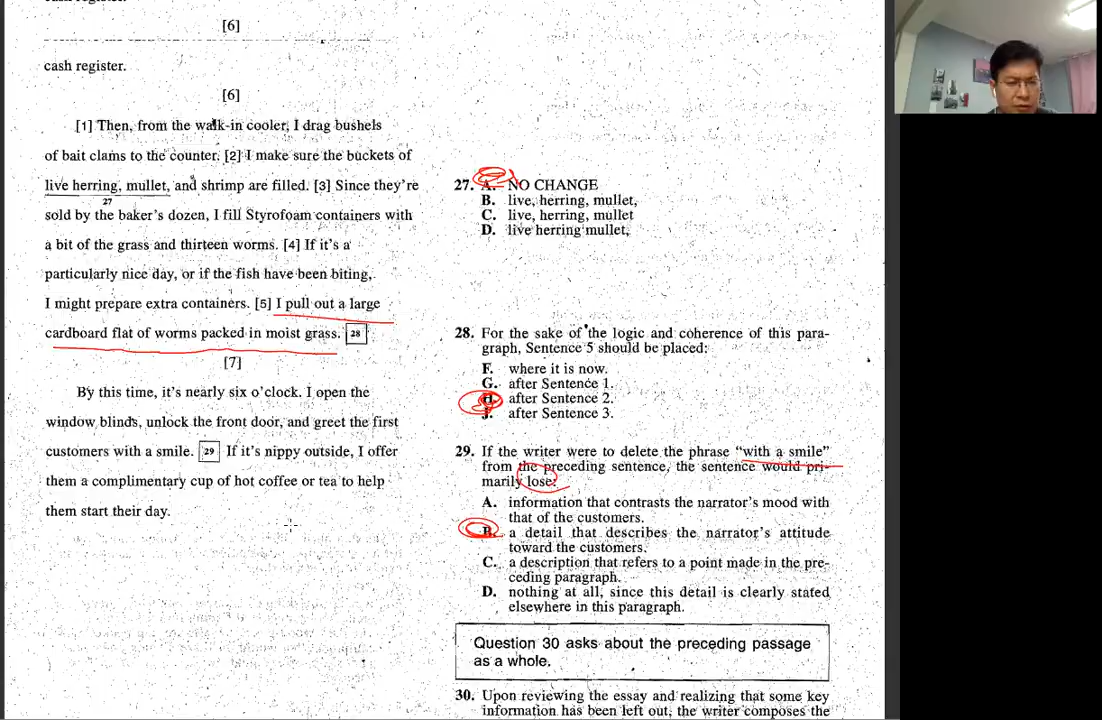 [6]
cash register.
[6]
[1] Then, from the walk-in cooler, I drag bushels
of bait clams to the counter. [2] I make sure the buckets of
live herring, mullet, and shrimp are filled. [3] Since they're
27
sold by the baker's dozen, I fill Styrofoam containers with
a bit of the grass and thirteen worms. [4] If it's a
particularly nice day, or if the fish have been biting,
I might prepare extra containers. [5] I pull out a large
cardboard flat of worms packed in moist grass. 28
[7]
By this time, it's nearly six o'clock. I open the
window blinds, unlock the front door, and greet the first
customers with a smile. 29 If it's nippy outside, I offer
them a complimentary cup of hot coffee or tea to help
them start their day.
27. A. NO CHANGE
B. live, herring, mullet,
C. live, herring, mullet
D. live herring mullet,
28. For the sake of the logic and coherence of this para-
graph, Sentence 5 should be placed:
F. where it is now.
G. after Sentence 1.
H. after Sentence 2.
J. after Sentence 3.
29. If the writer were to delete the phrase "with a smile"
from the preceding sentence, the sentence would pri-
marily lose:
A. information that contrasts the narrator's mood with
that of the customers.
B. a detail that describes the narrator's attitude
toward the customers.
C. a description that refers to a point made in the pre-
ceding paragraph.
D. nothing at all, since this detail is clearly stated
elsewhere in this paragraph.
Question 30 asks about the preceding passage
as a whole.
30. Upon reviewing the essay and realizing that some key
information has been left out, the writer composes the